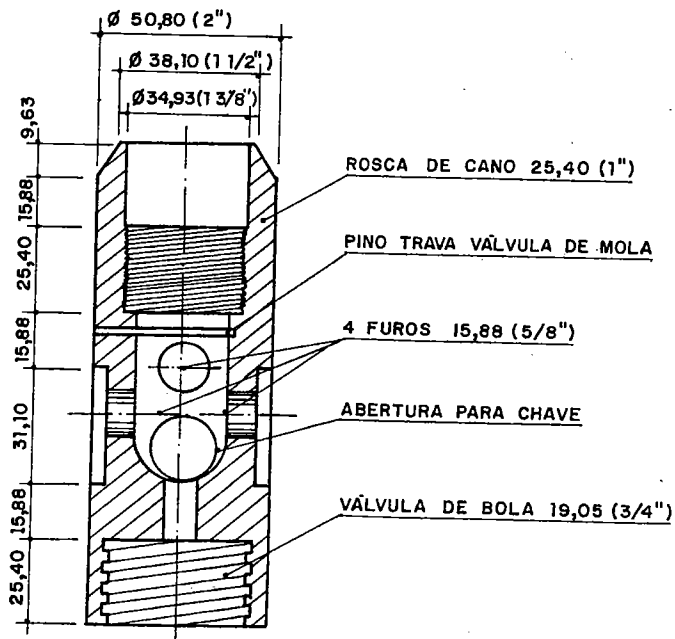 Ø 50,80 (2")
Ø 38,10 (1 1/2")
Ø34,93(1 3/8")
9,63
15,88
25,40
15,88
31,10
15,88
25,40
ROSCA DE CANO 25,40 (1")
PINO TRAVA VÁLVULA DE MOLA
4 FUROS 15,88 (5/8")
ABERTURA PARA CHAVE
VÁLVULA DE BOLA 19,05 (3/4")